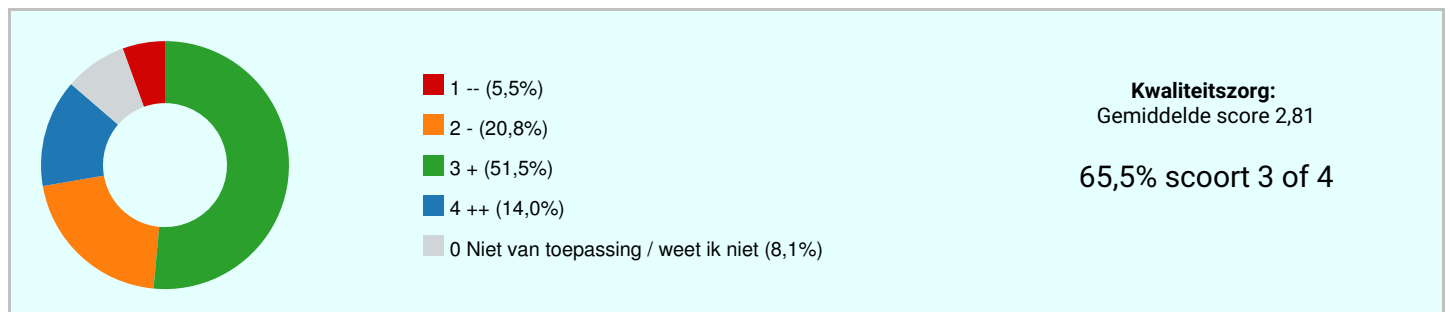 1 -- (5,5%)
2 - (20,8%)
3 + (51,5%)
4 ++ (14,0%)
0 Niet van toepassing / weet ik niet (8,1%)
Kwaliteitszorg:
Gemiddelde score 2,81
65,5% scoort 3 of 4